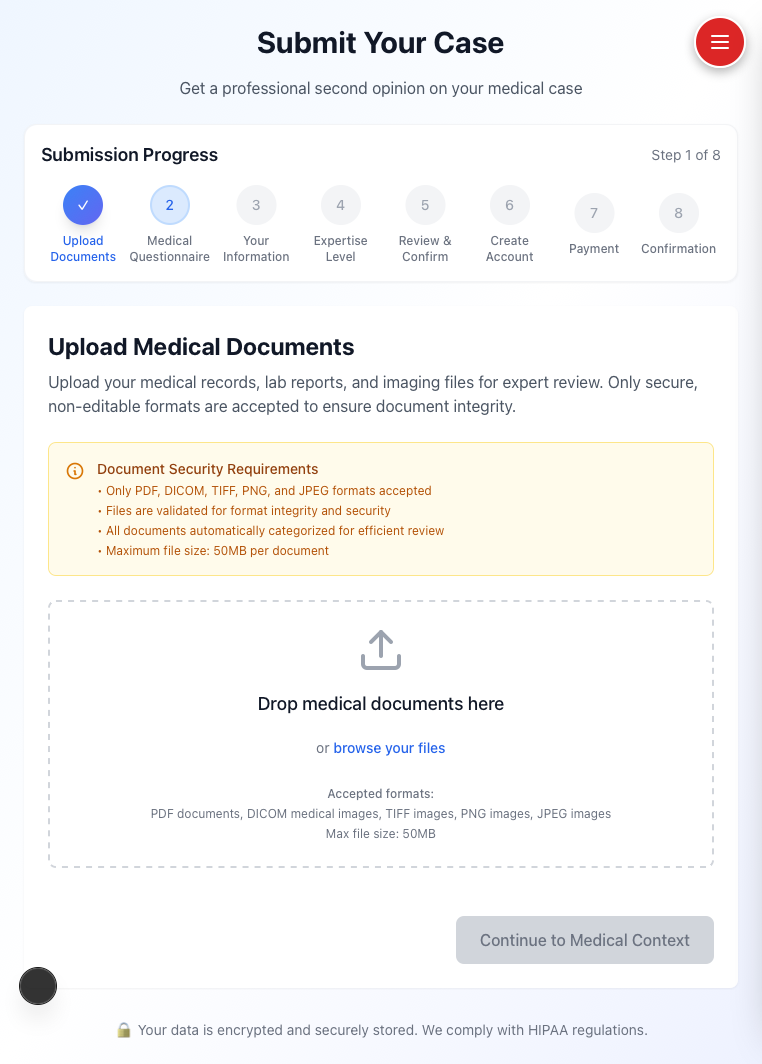 Submit Your Case
Get a professional second opinion on your medical case
Submission Progress
Step 1 of 8
Upload
Documents
2
Medical
Questionnaire
3
Your
Information
4
Expertise
Level
5
Review &
Confirm
6
Create
Account
7
Payment
8
Confirmation
Upload Medical Documents
Upload your medical records, lab reports, and imaging files for expert review. Only secure,
non-editable formats are accepted to ensure document integrity.
Document Security Requirements
• Only PDF, DICOM, TIFF, PNG, and JPEG formats accepted
• Files are validated for format integrity and security
• All documents automatically categorized for efficient review
• Maximum file size: 50MB per document
Drop medical documents here
or browse your files
Accepted formats:
PDF documents, DICOM medical images, TIFF images, PNG images, JPEG images
Max file size: 50MB
Continue to Medical Context
🔒 Your data is encrypted and securely stored. We comply with HIPAA regulations.